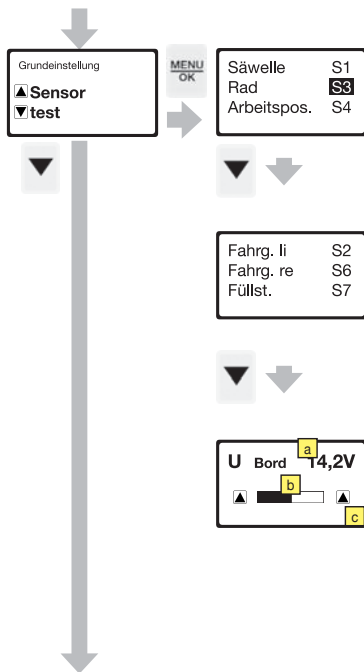 Grundeinstellung
Sensor
test
MENU
OK
Säwelle S1
Rad S3
Arbeitspos. S4
Fahrg. li S2
Fahrg. re S6
Füllst. S7
a
U Bord 14,2V
b
c